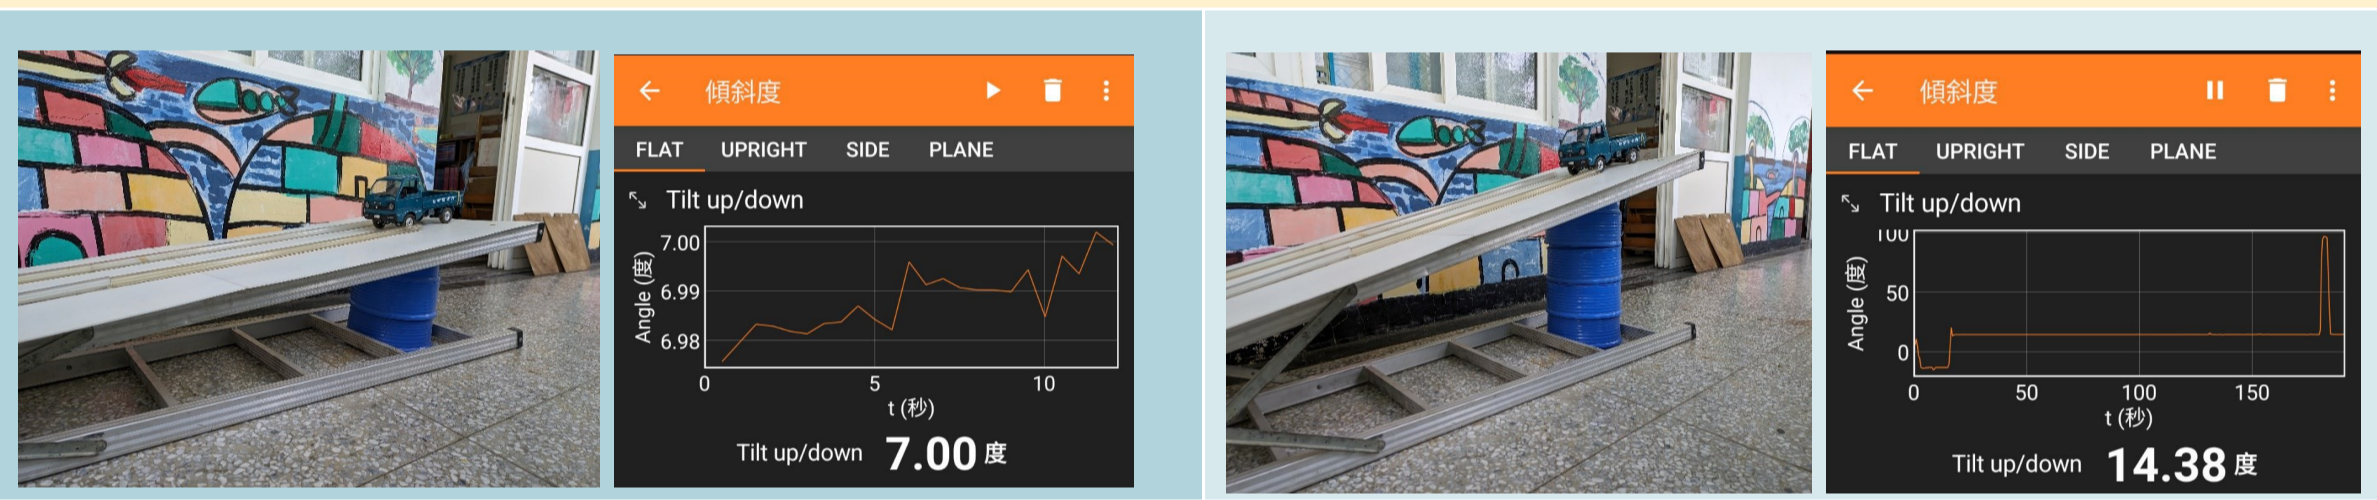 傾斜度
FLAT UPRIGHT SIDE PLANE
Tilt up/down
Angle (度)
7.00
6.99
6.98
0 5 10
t (秒)
Tilt up/down 7.00 度
傾斜度
FLAT UPRIGHT SIDE PLANE
Tilt up/down
Angle (度)
100
50
0
0 50 100 150
t (秒)
Tilt up/down 14.38 度